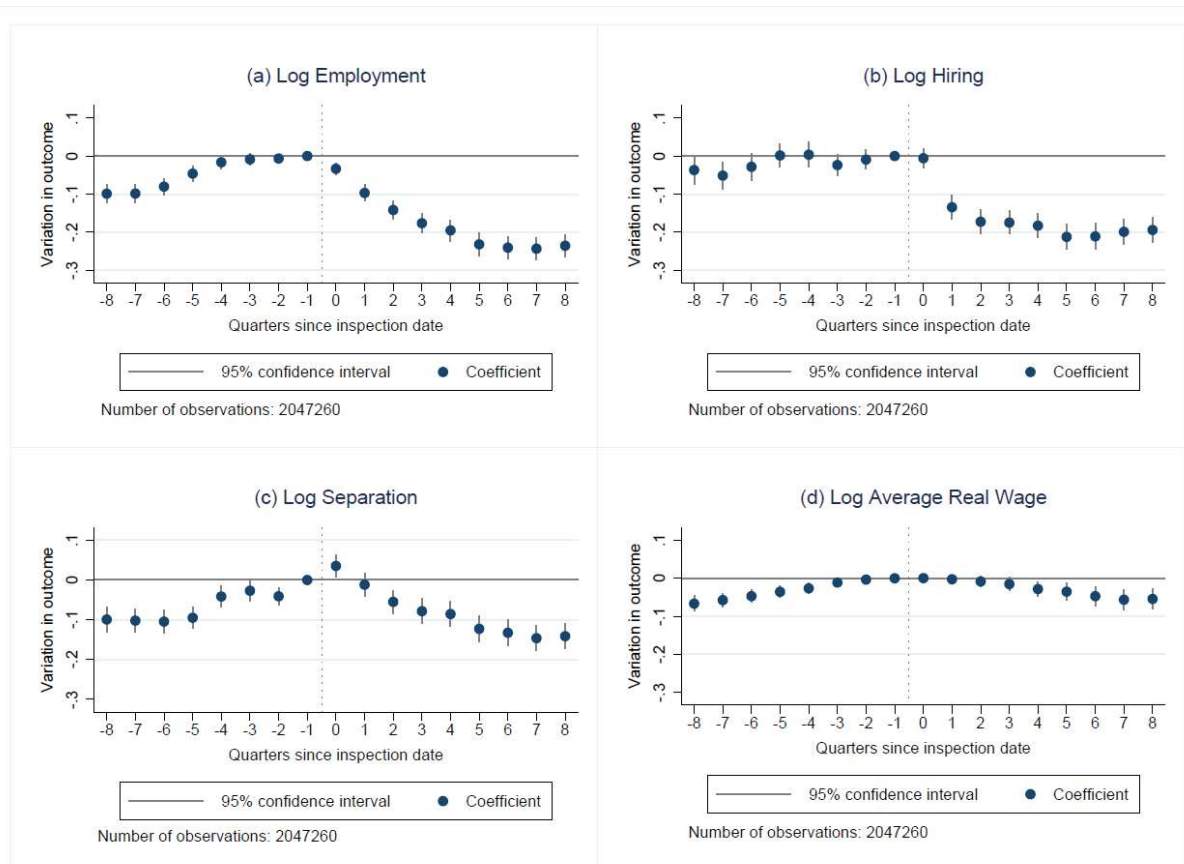 (a) Log Employment
Variation in outcome
.1
0
-.1
-.2
-.3
-8 -7 -6 -5 -4 -3 -2 -1 0 1 2 3 4 5 6 7 8
Quarters since inspection date
95% confidence interval Coefficient
Number of observations: 2047260
(b) Log Hiring
Variation in outcome
.1
0
-.1
-.2
-.3
-8 -7 -6 -5 -4 -3 -2 -1 0 1 2 3 4 5 6 7 8
Quarters since inspection date
95% confidence interval Coefficient
Number of observations: 2047260
(c) Log Separation
Variation in outcome
.1
0
-.1
-.2
-.3
-8 -7 -6 -5 -4 -3 -2 -1 0 1 2 3 4 5 6 7 8
Quarters since inspection date
95% confidence interval Coefficient
Number of observations: 2047260
(d) Log Average Real Wage
Variation in outcome
.1
0
-.1
-.2
-.3
-8 -7 -6 -5 -4 -3 -2 -1 0 1 2 3 4 5 6 7 8
Quarters since inspection date
95% confidence interval Coefficient
Number of observations: 2047260